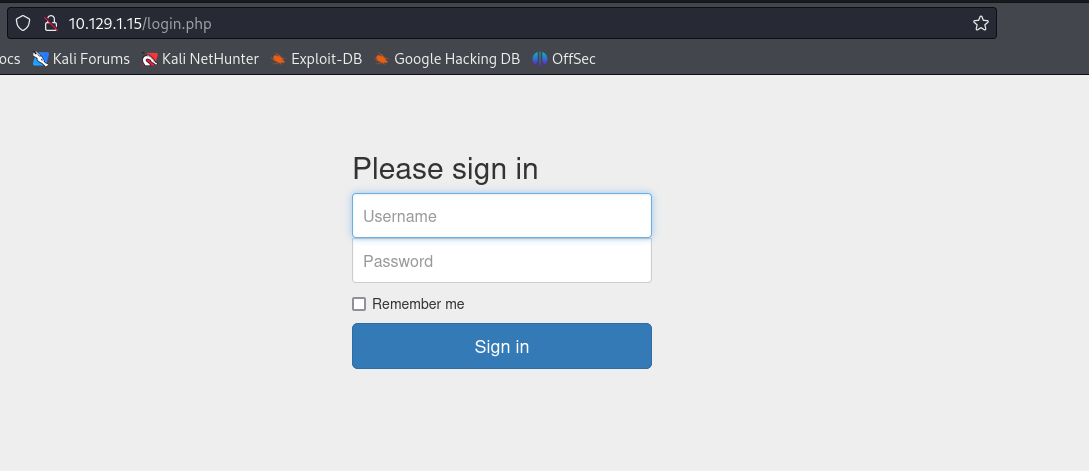 10.129.1.15/login.php
ocs Kali Forums Kali NetHunter Exploit-DB Google Hacking DB OffSec
Please sign in
Username
Password
Remember me
Sign in